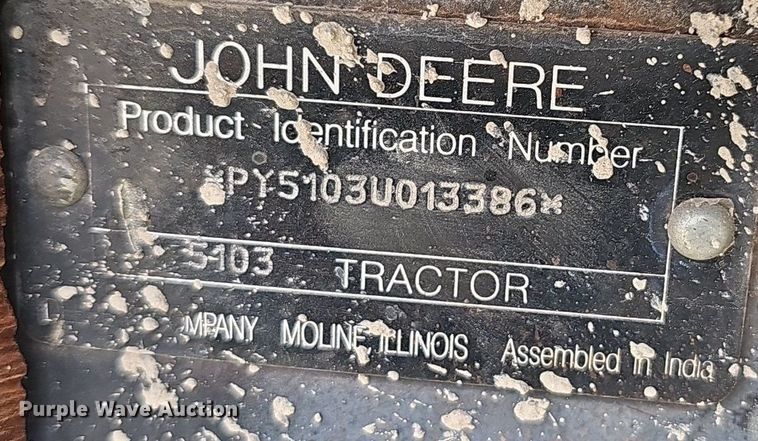 JOHN DEERE
Product Identification Number
*PY5103U013386*
5103 TRACTOR
MPANY MOLINE ILLINOIS Assembled in India
Purple Wave Auction